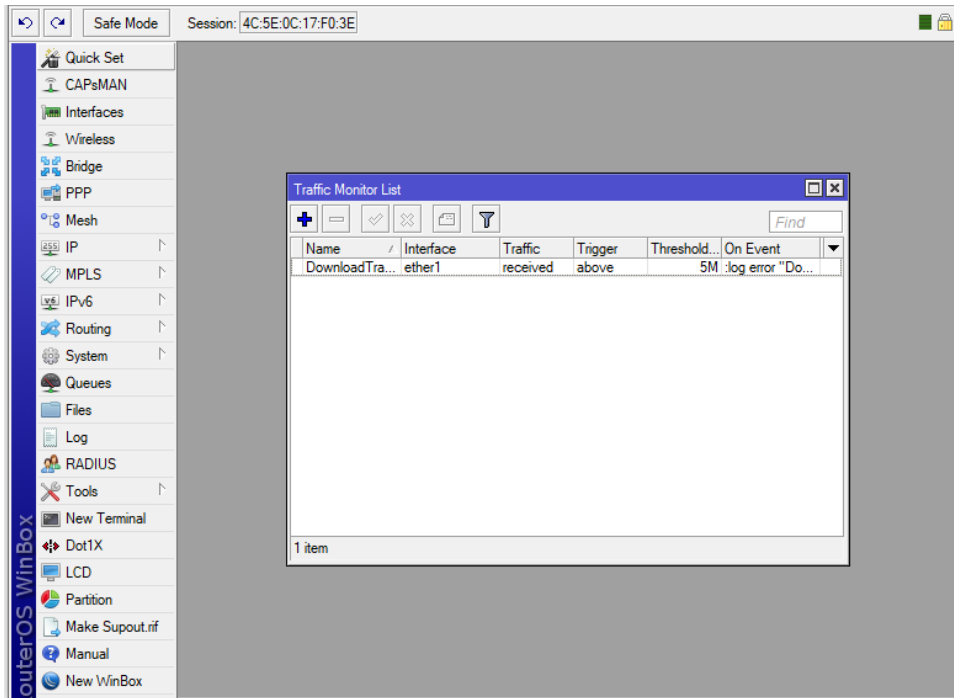 Safe Mode
Session: 4C:5E:0C:17:F0:3E
Quick Set
CAPsMAN
Interfaces
Wireless
Bridge
PPP
Mesh
255 IP
MPLS
v6 IPv6
Routing
System
Queues
Files
Log
RADIUS
Tools
New Terminal
Dot1X
LCD
Partition
Make Supout.rif
Manual
New WinBox
outerOS WinBox
Traffic Monitor List
Find
Name Interface Traffic Trigger Threshold... On Event
DownloadTra... ether1 received above 5M :log error "Do...
1 item